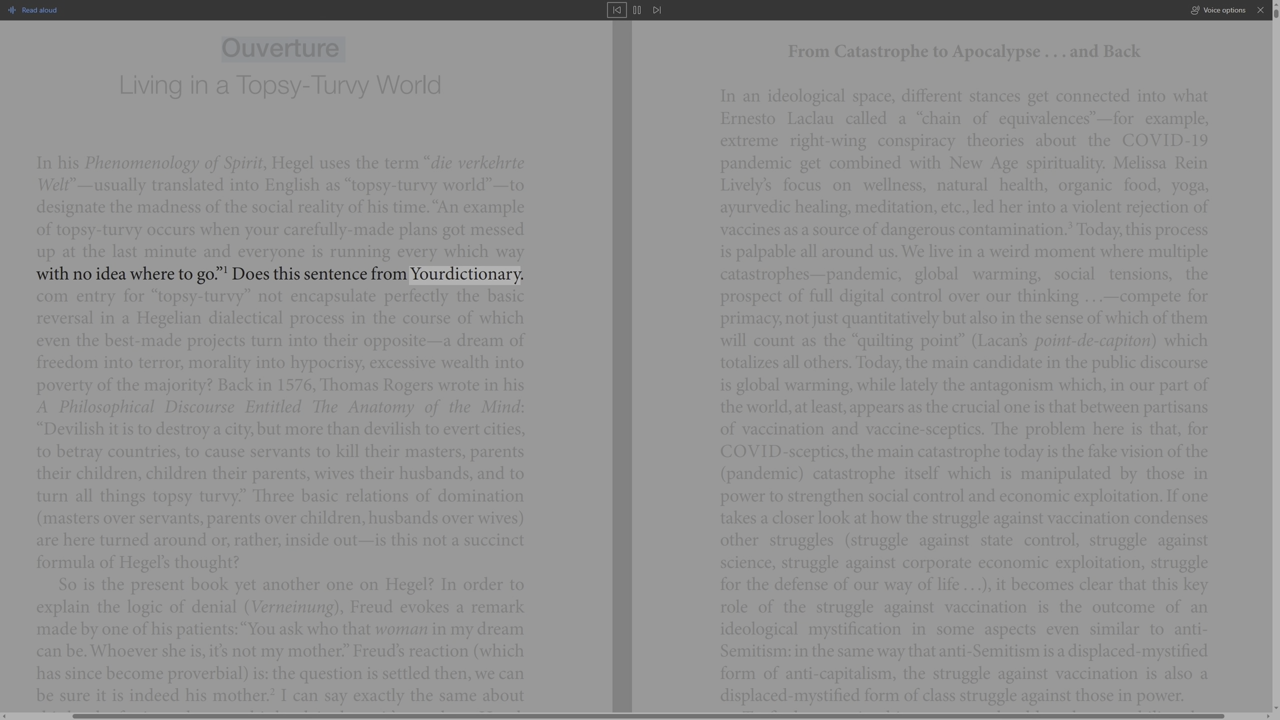 Read aloud
Voice options
Ouverture
Living in a Topsy-Turvy World
In his Phenomenology of Spirit, Hegel uses the term “die verkehrte
Welt”—usually translated into English as “topsy-turvy world”—to
designate the madness of the social reality of his time. “An example
of topsy-turvy occurs when your carefully-made plans got messed
up at the last minute and everyone is running every which way
with no idea where to go.”1 Does this sentence from Yourdictionary.
com entry for “topsy-turvy” not encapsulate perfectly the basic
reversal in a Hegelian dialectical process in the course of which
even the best-made projects turn into their opposite—a dream of
freedom into terror, morality into hypocrisy, excessive wealth into
poverty of the majority? Back in 1576, Thomas Rogers wrote in his
A Philosophical Discourse Entitled The Anatomy of the Mind:
“Devilish it is to destroy a city, but more than devilish to evert cities,
to betray countries, to cause servants to kill their masters, parents
their children, children their parents, wives their husbands, and to
turn all things topsy turvy.” Three basic relations of domination
(masters over servants, parents over children, husbands over wives)
are here turned around or, rather, inside out—is this not a succinct
formula of Hegel’s thought?
So is the present book yet another one on Hegel? In order to
explain the logic of denial (Verneinung), Freud evokes a remark
made by one of his patients: “You ask who that woman in my dream
can be. Whoever she is, it’s not my mother.” Freud’s reaction (which
has since become proverbial) is: the question is settled then, we can
be sure it is indeed his mother.2 I can say exactly the same about
From Catastrophe to Apocalypse . . . and Back
In an ideological space, different stances get connected into what
Ernesto Laclau called a “chain of equivalences”—for example,
extreme right-wing conspiracy theories about the COVID-19
pandemic get combined with New Age spirituality. Melissa Rein
Lively’s focus on wellness, natural health, organic food, yoga,
ayurvedic healing, meditation, etc., led her into a violent rejection of
vaccines as a source of dangerous contamination.3 Today, this process
is palpable all around us. We live in a weird moment where multiple
catastrophes—pandemic, global warming, social tensions, the
prospect of full digital control over our thinking . . .—compete for
primacy, not just quantitatively but also in the sense of which of them
will count as the “quilting point” (Lacan’s point-de-capiton) which
totalizes all others. Today, the main candidate in the public discourse
is global warming, while lately the antagonism which, in our part of
the world, at least, appears as the crucial one is that between partisans
of vaccination and vaccine-sceptics. The problem here is that, for
COVID-sceptics, the main catastrophe today is the fake vision of the
(pandemic) catastrophe itself which is manipulated by those in
power to strengthen social control and economic exploitation. If one
takes a closer look at how the struggle against vaccination condenses
other struggles (struggle against state control, struggle against
science, struggle against corporate economic exploitation, struggle
for the defense of our way of life . . .), it becomes clear that this key
role of the struggle against vaccination is the outcome of an
ideological mystification in some aspects even similar to anti-
Semitism: in the same way that anti-Semitism is a displaced-mystified
form of anti-capitalism, the struggle against vaccination is also a
displaced-mystified form of class struggle against those in power.